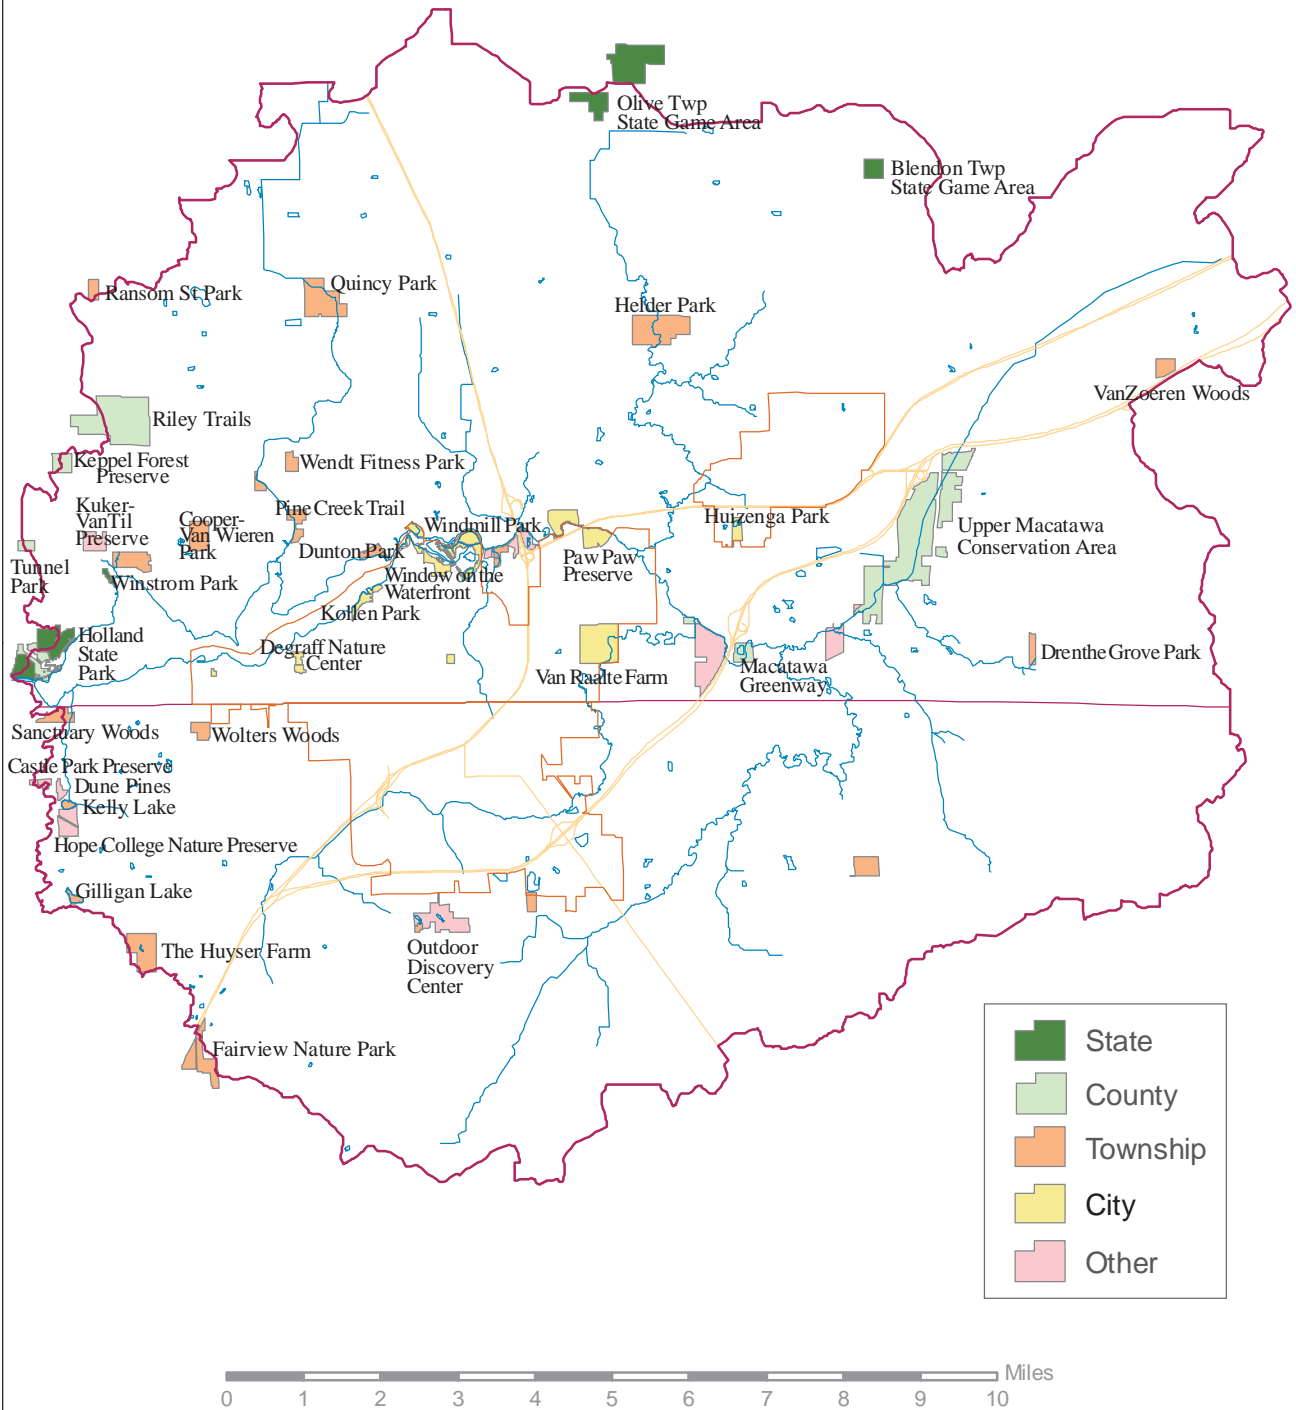 Olive Twp
State Game Area
Blendon Twp
State Game Area
Ransom St Park
Quincy Park
Helder Park
VanZoeren Woods
Riley Trails
Keppel Forest
Preserve
Wendt Fitness Park
Kuker-
VanTil
Preserve
Cooper-
Van Wieren
Park
Pine Creek Trail
Windmill Park
Huizenga Park
Upper Macatawa
Conservation Area
Tunnel
Park
Winstrom Park
Dunton Park
Window on the
Waterfront
Paw Paw
Preserve
Kollen Park
Holland
State
Park
Degraff Nature
Center
Van Raalte Farm
Macatawa
Greenway
Drenthe Grove Park
Sanctuary Woods
Wolters Woods
Castle Park Preserve
Dune Pines
Kelly Lake
Hope College Nature Preserve
Gilligan Lake
The Huyser Farm
Outdoor
Discovery
Center
Fairview Nature Park
State
County
Township
City
Other
Miles
0 1 2 3 4 5 6 7 8 9 10